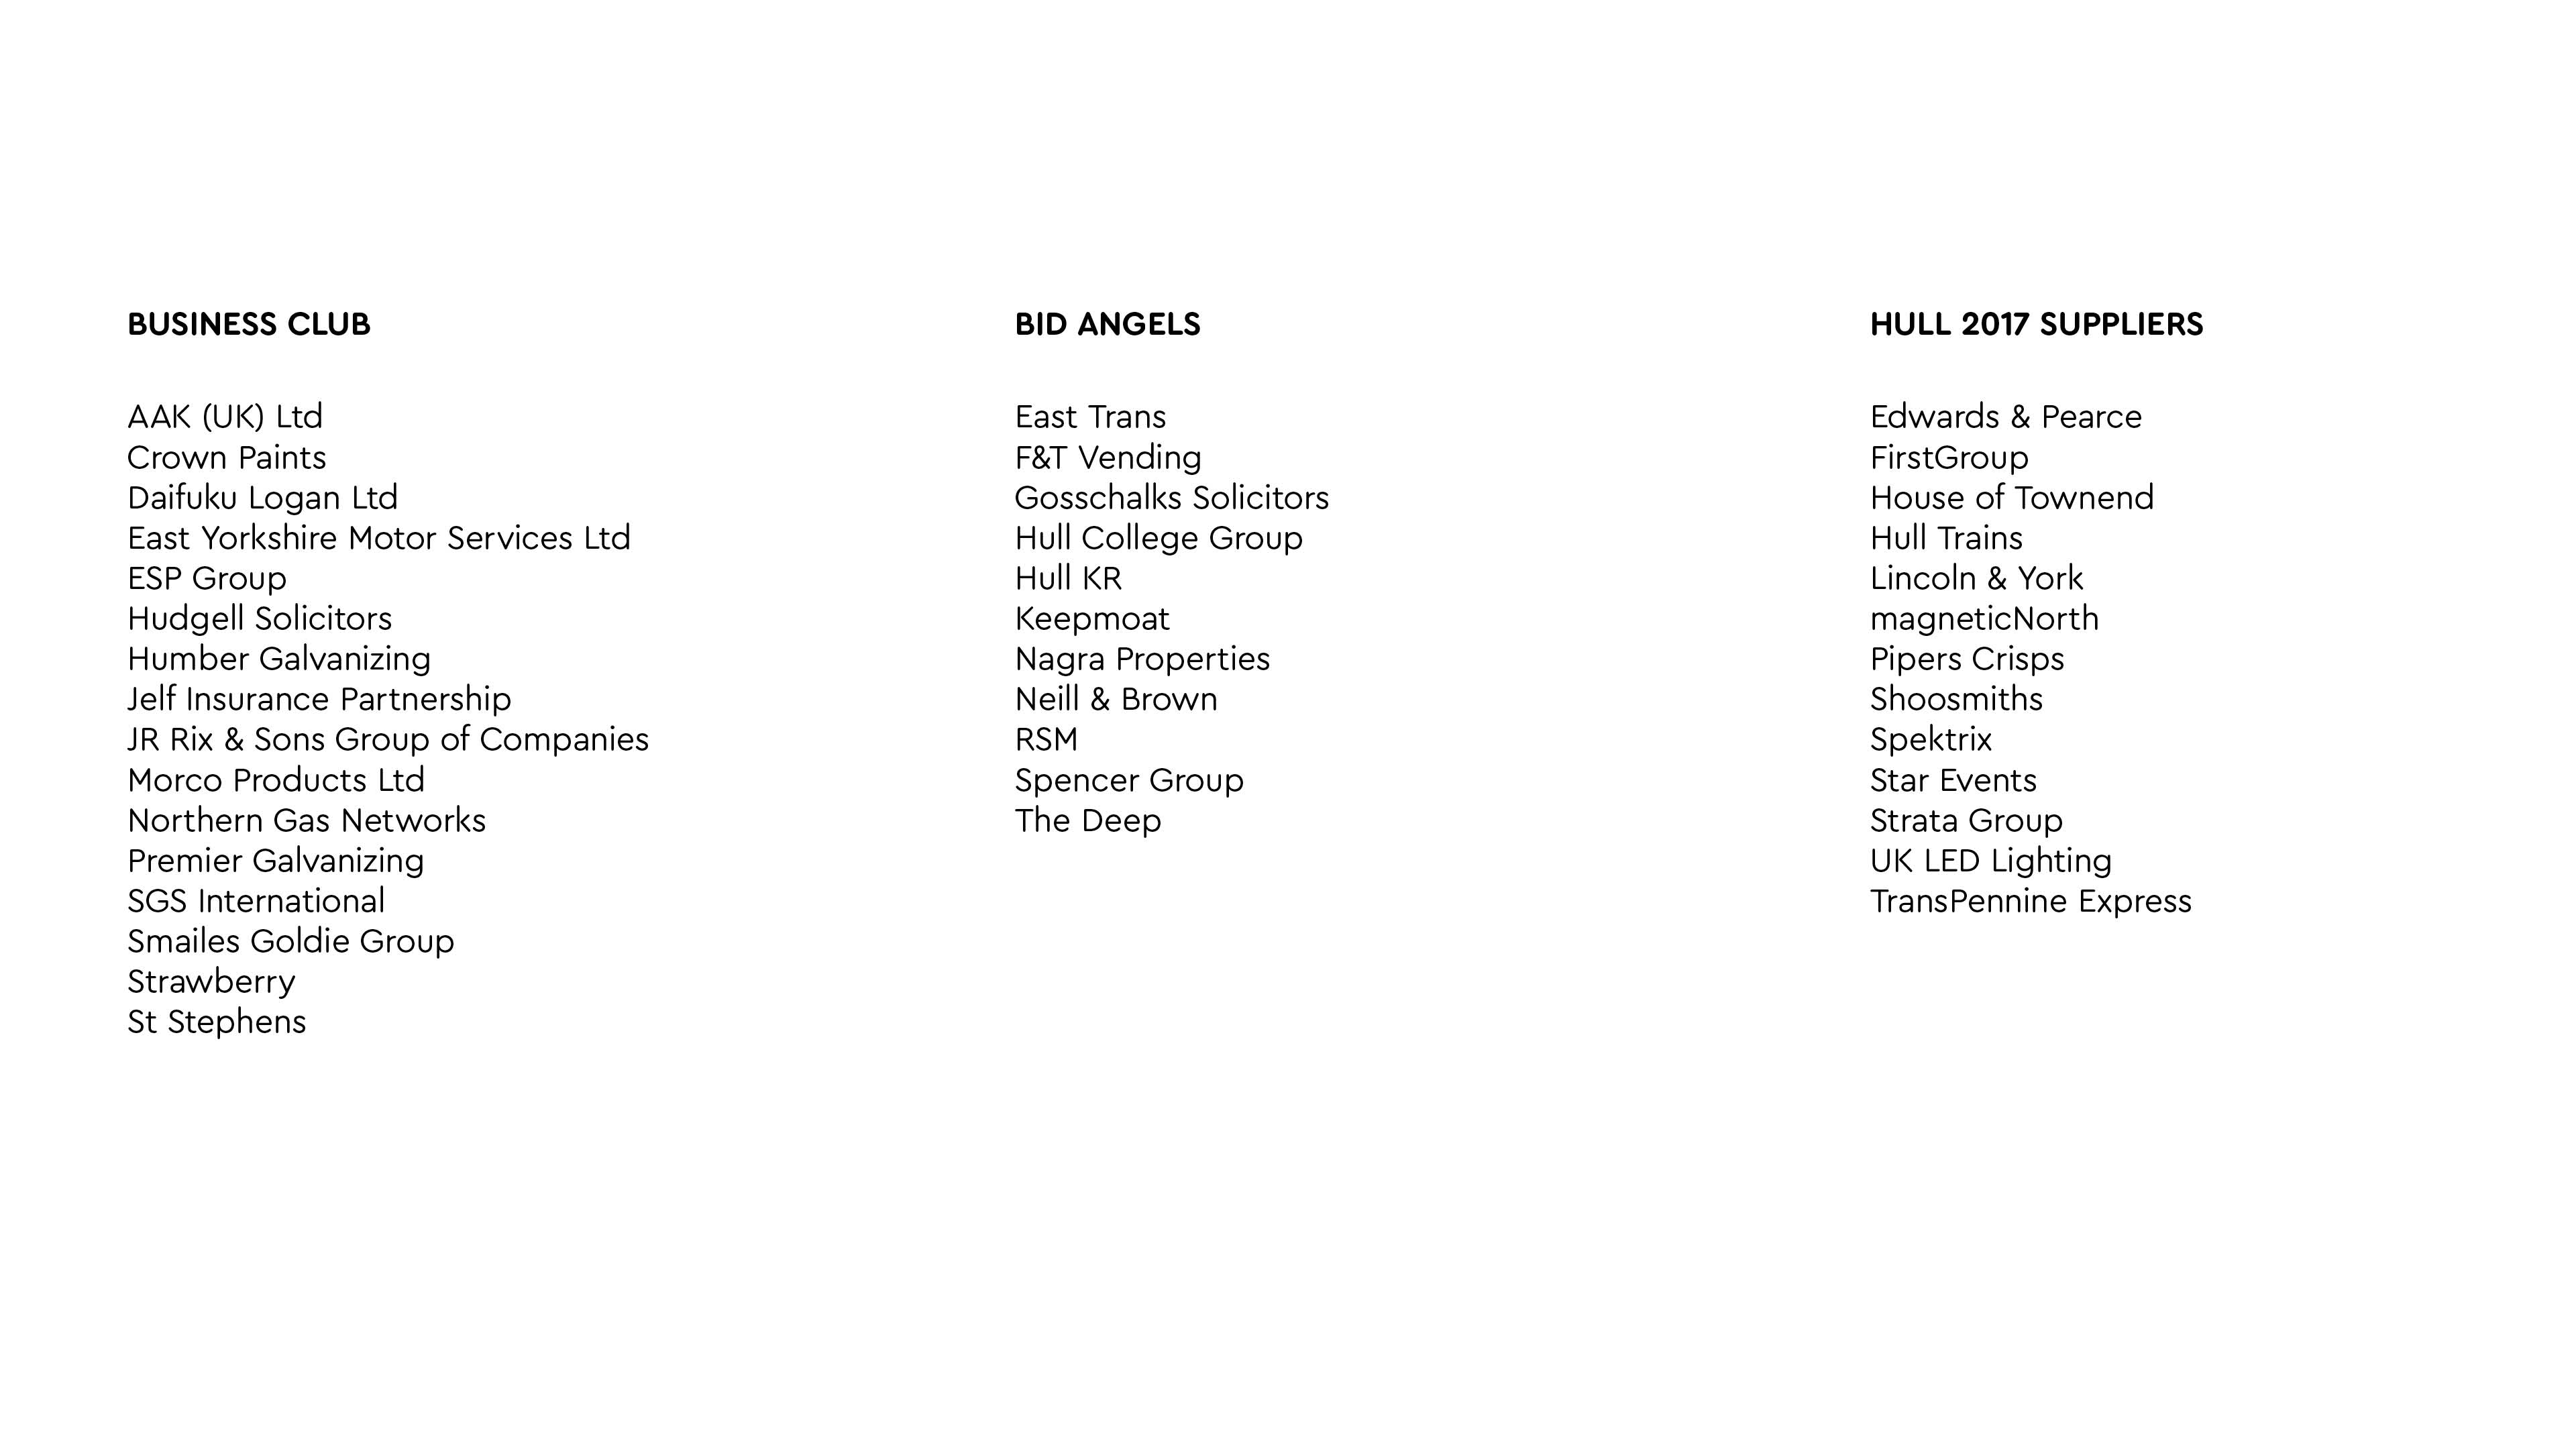 BUSINESS CLUB
AAK (UK) Ltd
Crown Paints
Daifuku Logan Ltd
East Yorkshire Motor Services Ltd
ESP Group
Hudgell Solicitors
Humber Galvanizing
Jelf Insurance Partnership
JR Rix & Sons Group of Companies
Morco Products Ltd
Northern Gas Networks
Premier Galvanizing
SGS International
Smailes Goldie Group
Strawberry
St Stephens
BID ANGELS
East Trans
F&T Vending
Gosschalks Solicitors
Hull College Group
Hull KR
Keepmoat
Nagra Properties
Neill & Brown
RSM
Spencer Group
The Deep
HULL 2017 SUPPLIERS
Edwards & Pearce
FirstGroup
House of Townend
Hull Trains
Lincoln & York
magneticNorth
Pipers Crisps
Shoosmiths
Spektrix
Star Events
Strata Group
UK LED Lighting
TransPennine Express